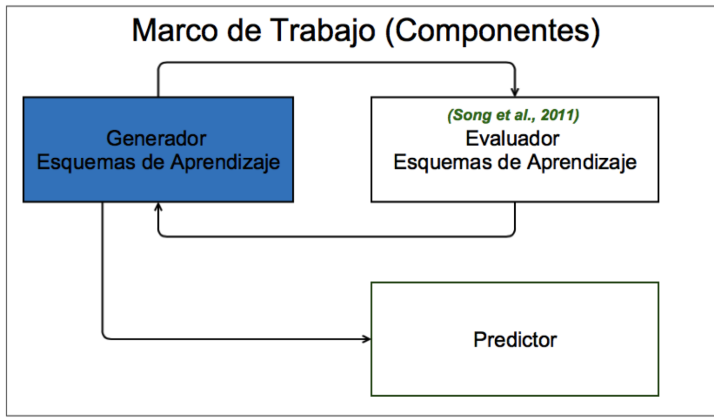 Marco de Trabajo (Componentes)
Generador
Esquemas de Aprendizaje
(Song et al., 2011)
Evaluador
Esquemas de Aprendizaje
Predictor